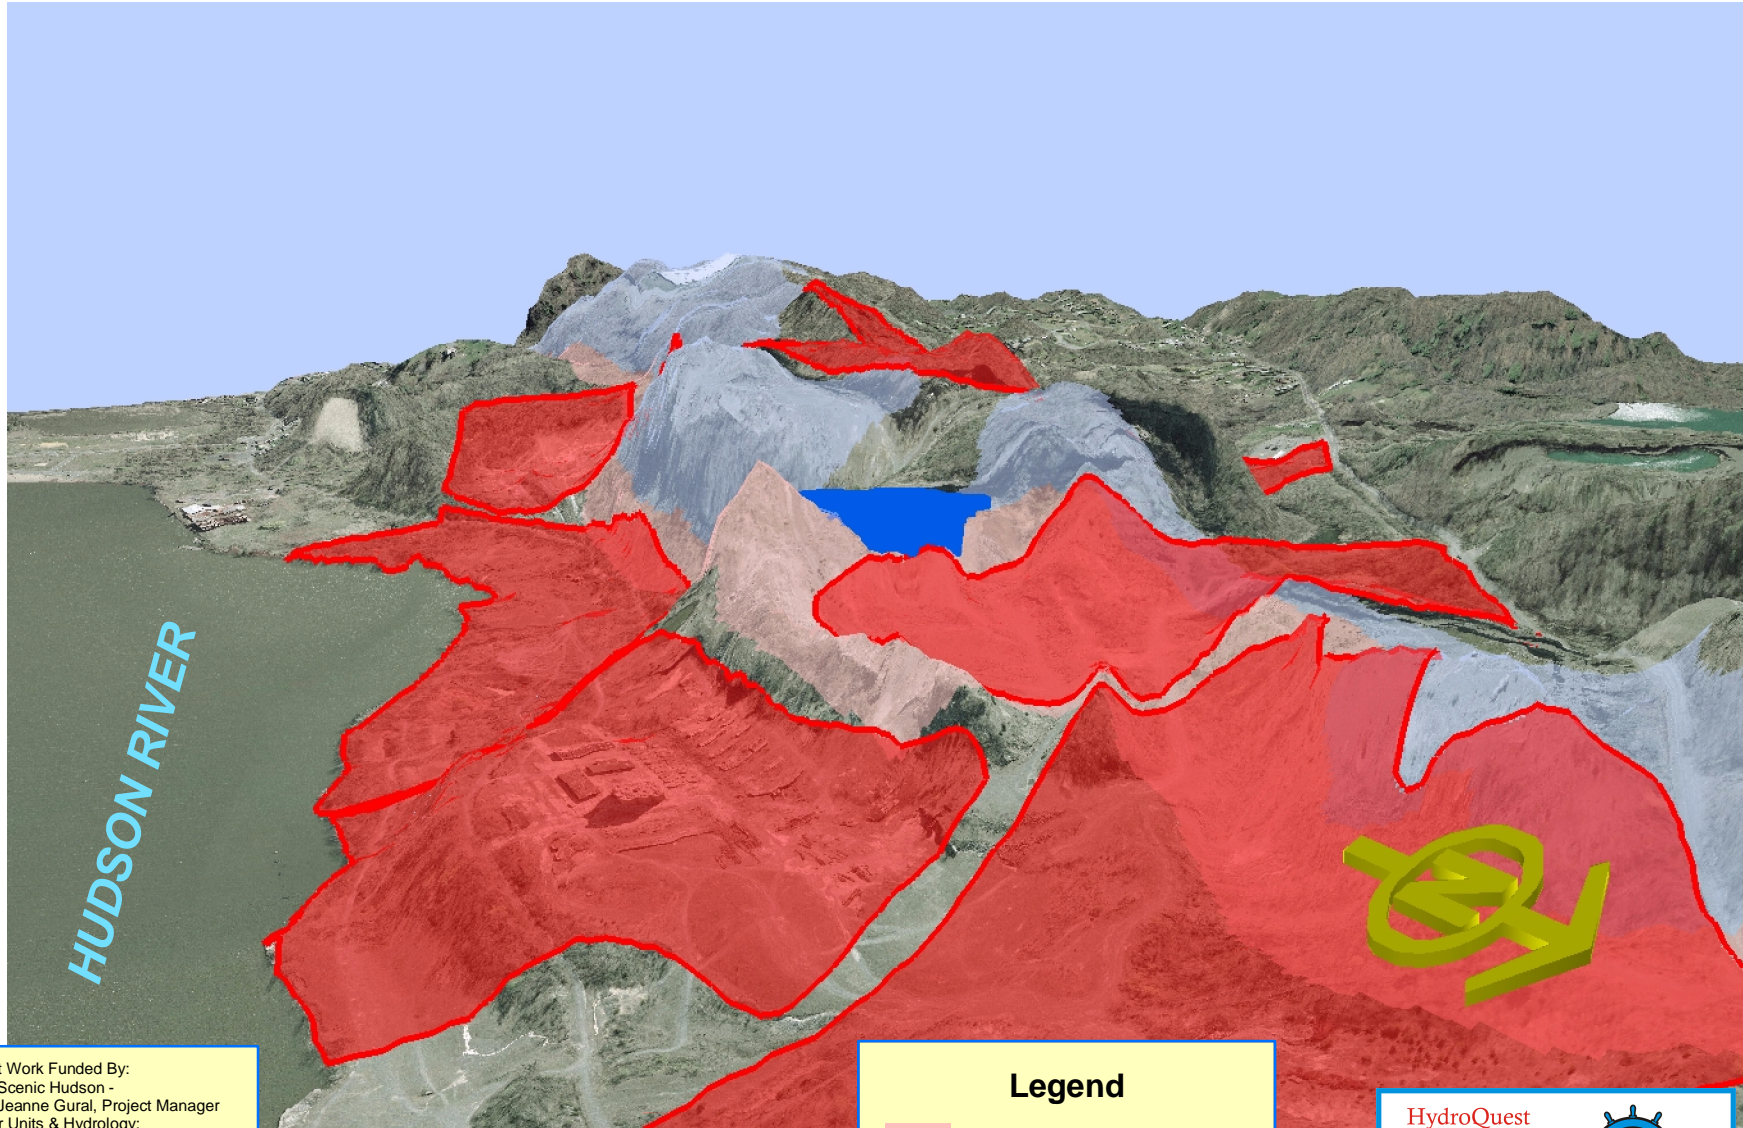 HUDSON RIVER
N
Work Funded By:
Scenic Hudson -
Jeanne Gural, Project Manager
Units & Hydrology:
Legend
HydroQuest